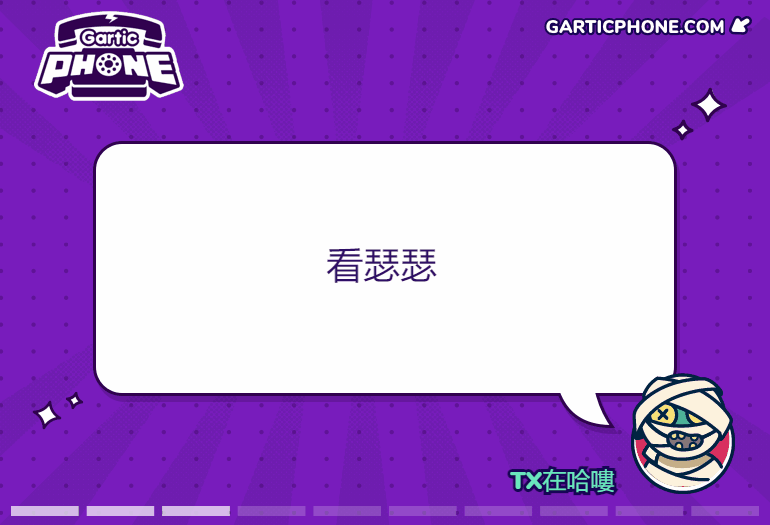 Gartic
PHONE
GARTICPHONE.COM
看瑟瑟
TX在哈嘍